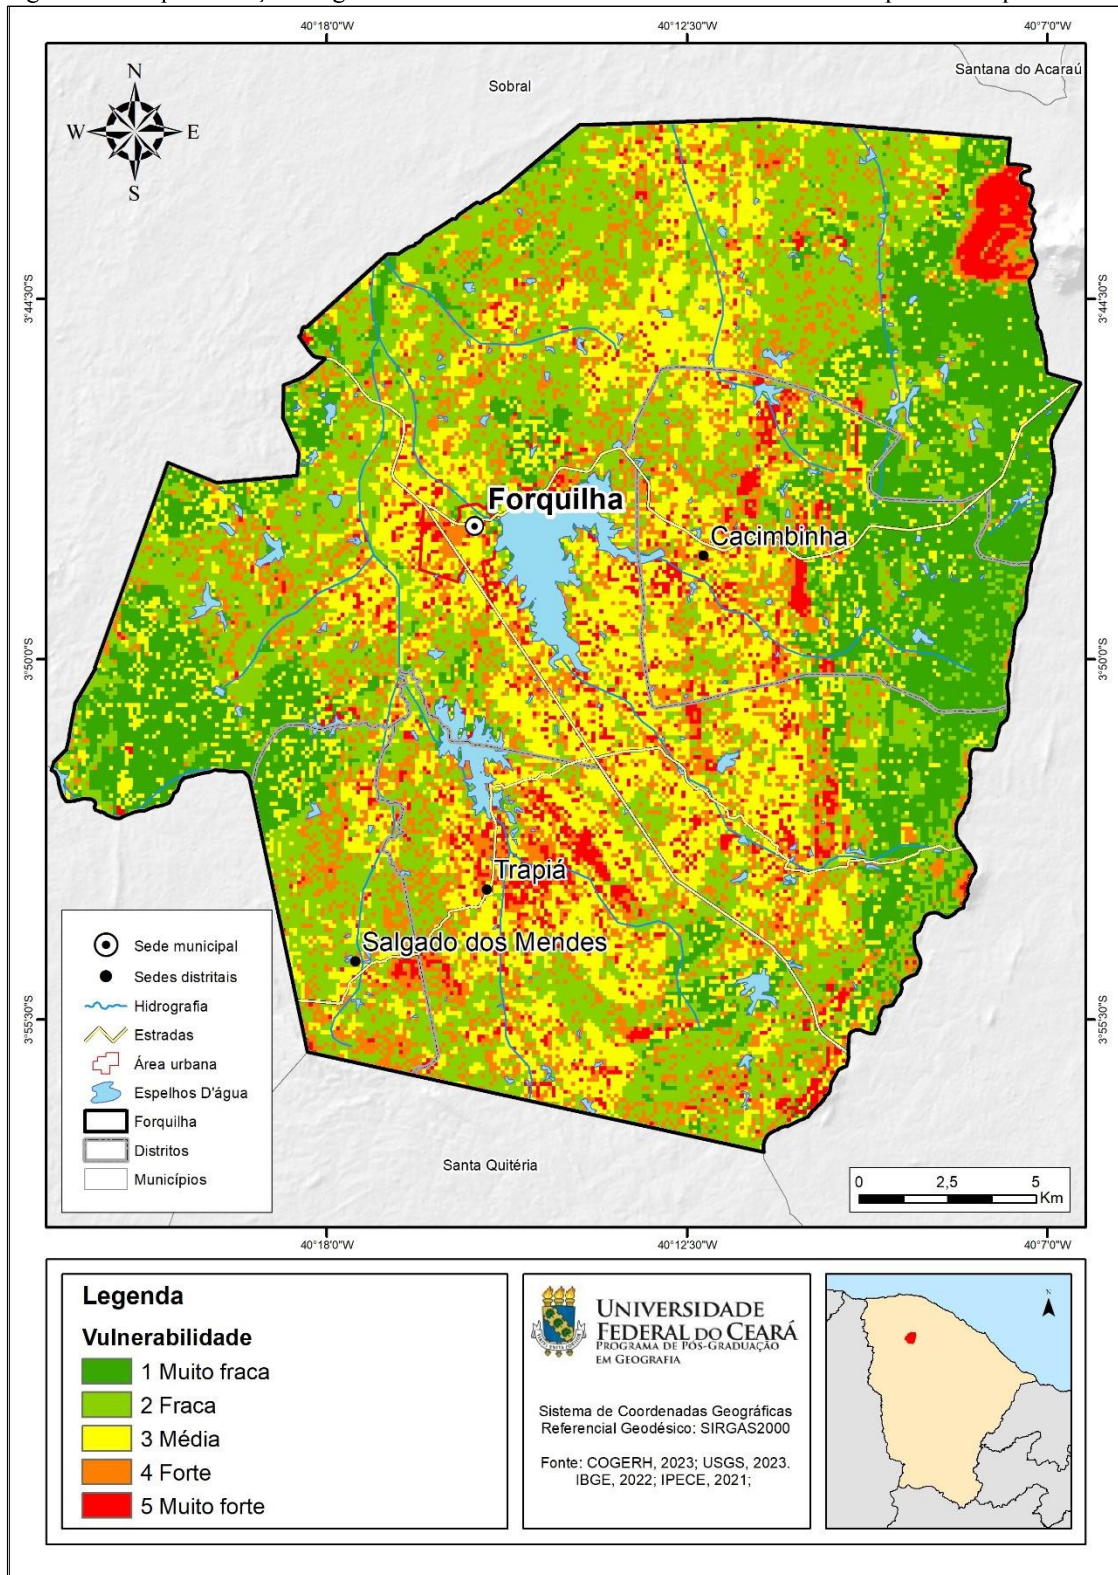 40°18'0"W 40°12'30"W 40°7'0"W
Santana do Acaraú
Sobral
N
W E
S
3°44'30"S 3°44'30"S
Forquilha
Cacimbinha
3°50'0"S 3°50'0"S
Trapiá
Salgado dos Mendes
3°55'30"S 3°55'30"S
Sede municipal
Sedes distritais
Hidrografia
Estradas
Área urbana
Espelhos D'água
Forquilha
Distritos
Municípios
Santa Quitéria
0 2,5 5
Km
40°18'0"W 40°12'30"W 40°7'0"W
Legenda
Vulnerabilidade
1 Muito fraca
2 Fraca
3 Média
4 Forte
5 Muito forte
UNIVERSIDADE
FEDERAL DO CEARÁ
PROGRAMA DE PÓS-GRADUAÇÃO
EM GEOGRAFIA
Sistema de Coordenadas Geográficas
Referencial Geodésico: SIRGAS2000
Fonte: COGERH, 2023; USGS, 2023.
IBGE, 2022; IPECE, 2021;
N